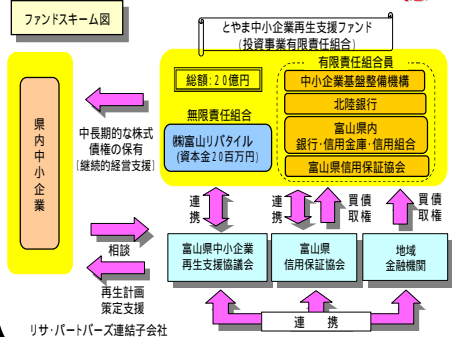 ファンドスキーム図
とやま中小企業再生支援ファンド
(投資事業有限責任組合)
総額:20億円
有限責任組合員
中小企業基盤整備機構
北陸銀行
富山県内
銀行・信用金庫・信用組合
富山県信用保証協会
無限責任組合
㈱富山リバタイル
(資本金20百万円)
県内中小企業
中長期的な株式
債権の保有
(継続的経営支援)
連携
連携
買取
債権
買取
債権
相談
再生計画
策定支援
富山県中小企業
再生支援協議会
富山県
信用保証協会
地域
金融機関
連 携
リサ・パートバーズ連結子会社